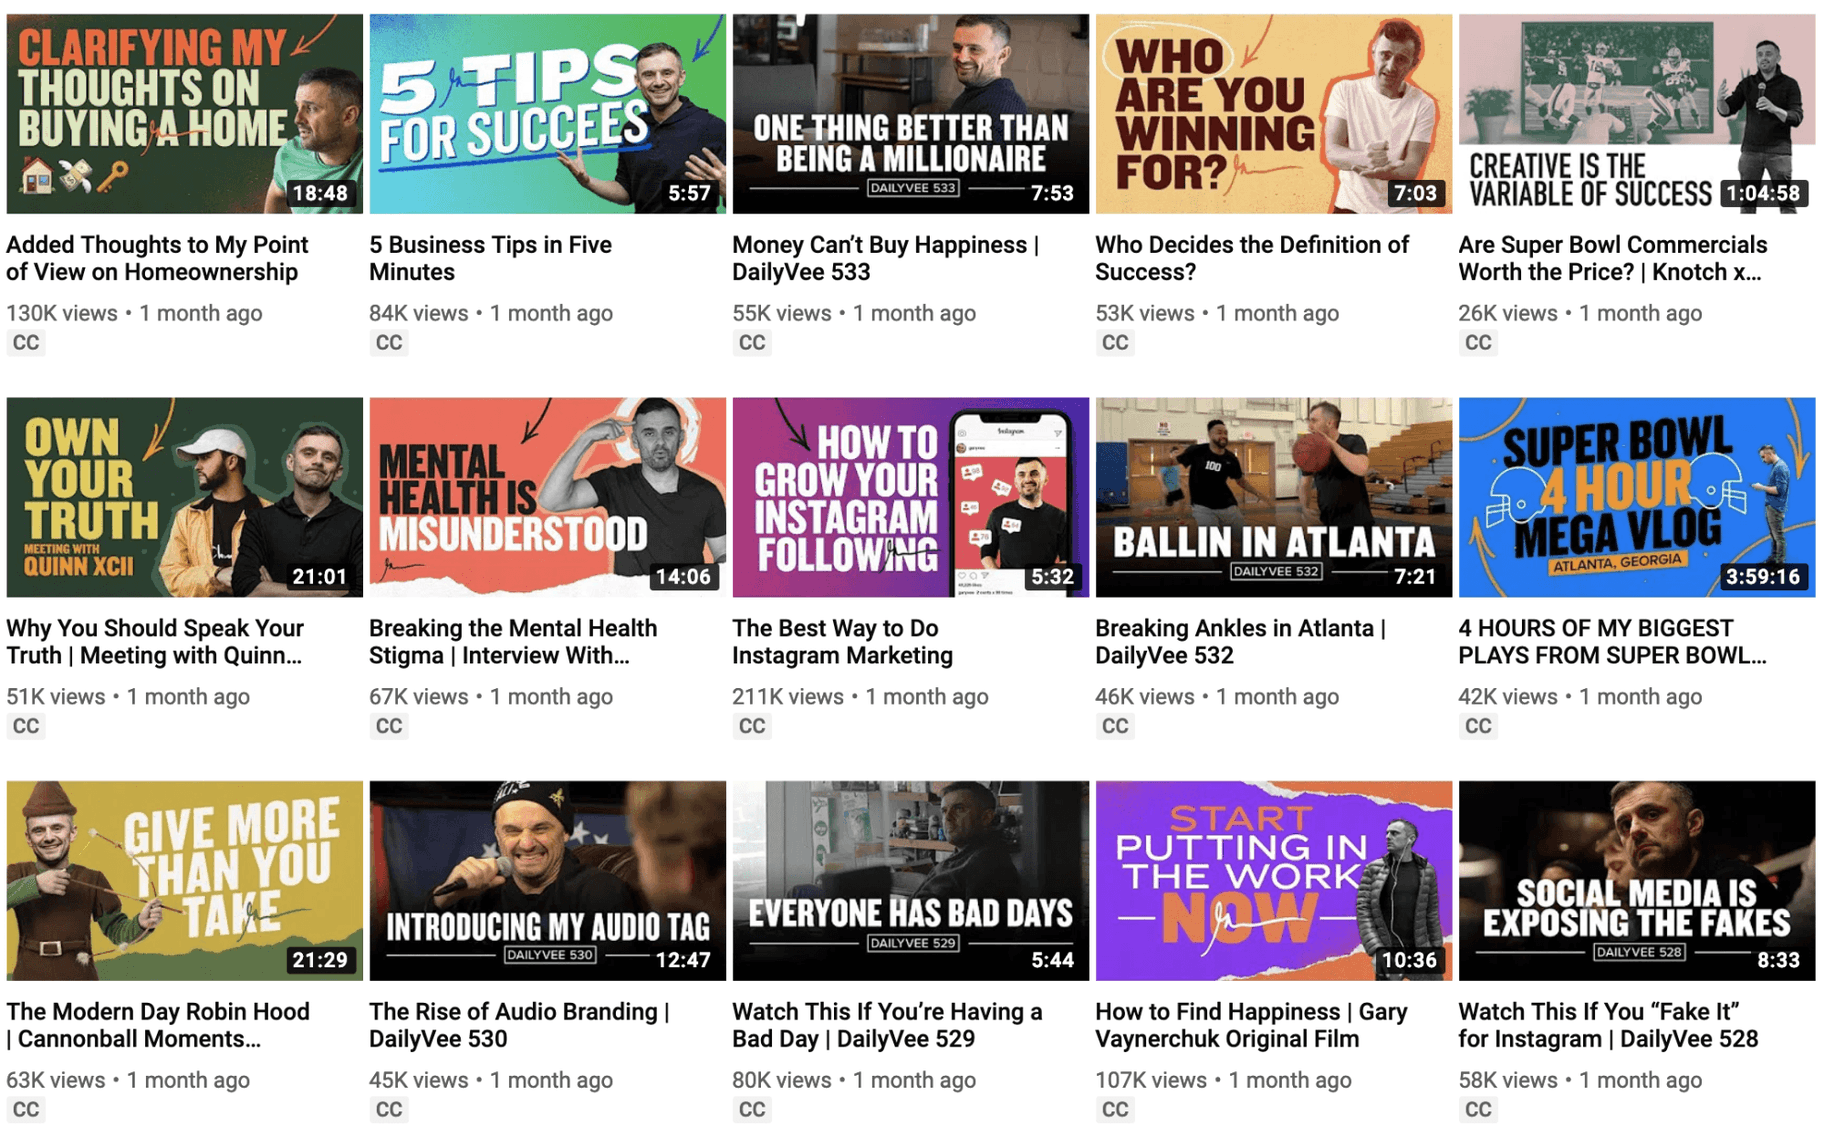 CLARIFYING MY
THOUGHTS ON
BUYING A HOME
18:48
Added Thoughts to My Point
of View on Homeownership
130K views • 1 month ago
CC
5 TIPS
FOR SUCCEES
5:57
5 Business Tips in Five
Minutes
84K views • 1 month ago
CC
ONE THING BETTER THAN
BEING A MILLIONAIRE
DAILYVEE 533
7:53
Money Can’t Buy Happiness |
DailyVee 533
55K views • 1 month ago
CC
WHO
ARE YOU
WINNING
FOR?
7:03
Who Decides the Definition of
Success?
53K views • 1 month ago
CC
CREATIVE IS THE
VARIABLE OF SUCCESS
1:04:58
Are Super Bowl Commercials
Worth the Price? | Knotch x...
26K views • 1 month ago
CC
OWN
YOUR
TRUTH
MEETING WITH
QUINN XCII
21:01
Why You Should Speak Your
Truth | Meeting with Quinn...
51K views • 1 month ago
CC
MENTAL
HEALTH IS
MISUNDERSTOOD
14:06
Breaking the Mental Health
Stigma | Interview With...
67K views • 1 month ago
CC
HOW TO
GROW YOUR
INSTAGRAM
FOLLOWING
Instagram
5:32
The Best Way to Do
Instagram Marketing
211K views • 1 month ago
CC
100
BALLIN IN ATLANTA
DAILYVEE 532
7:21
Breaking Ankles in Atlanta |
DailyVee 532
46K views • 1 month ago
CC
SUPER BOWL
4 HOUR
MEGA VLOG
ATLANTA, GEORGIA
3:59:16
4 HOURS OF MY BIGGEST
PLAYS FROM SUPER BOWL...
42K views • 1 month ago
CC
GIVE MORE
THAN YOU
TAKE
21:29
The Modern Day Robin Hood
| Cannonball Moments...
63K views • 1 month ago
CC
INTRODUCING MY AUDIO TAG
DAILYVEE 530
12:47
The Rise of Audio Branding |
DailyVee 530
45K views • 1 month ago
CC
EVERYONE HAS BAD DAYS
DAILYVEE 529
5:44
Watch This If You’re Having a
Bad Day | DailyVee 529
80K views • 1 month ago
CC
START
PUTTING IN
THE WORK
NOW
10:36
How to Find Happiness | Gary
Vaynerchuk Original Film
107K views • 1 month ago
CC
SOCIAL MEDIA IS
EXPOSING THE FAKES
DAILYVEE 528
8:33
Watch This If You “Fake It”
for Instagram | DailyVee 528
58K views • 1 month ago
CC